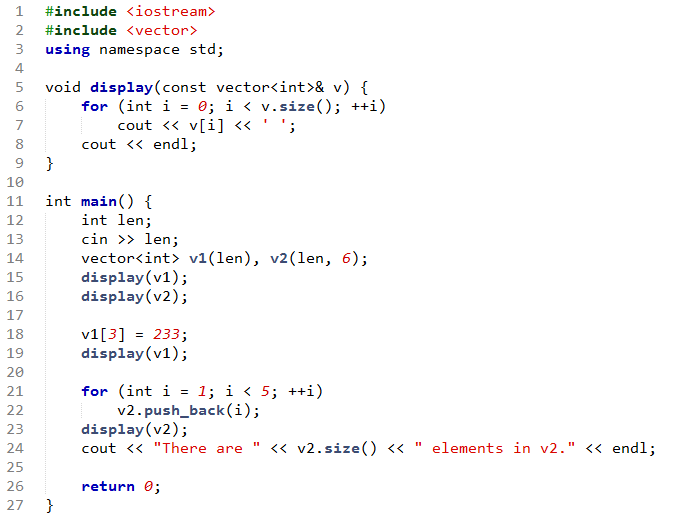 1 #include <iostream>
2 #include <vector>
3 using namespace std;
4
5 void display(const vector<int>& v) {
6     for (int i = 0; i < v.size(); ++i)
7         cout << v[i] << ' ';
8     cout << endl;
9 }
10
11 int main() {
12     int len;
13     cin >> len;
14     vector<int> v1(len), v2(len, 6);
15     display(v1);
16     display(v2);
17
18     v1[3] = 233;
19     display(v1);
20
21     for (int i = 1; i < 5; ++i)
22         v2.push_back(i);
23     display(v2);
24     cout << "There are " << v2.size() << " elements in v2." << endl;
25
26     return 0;
27 }